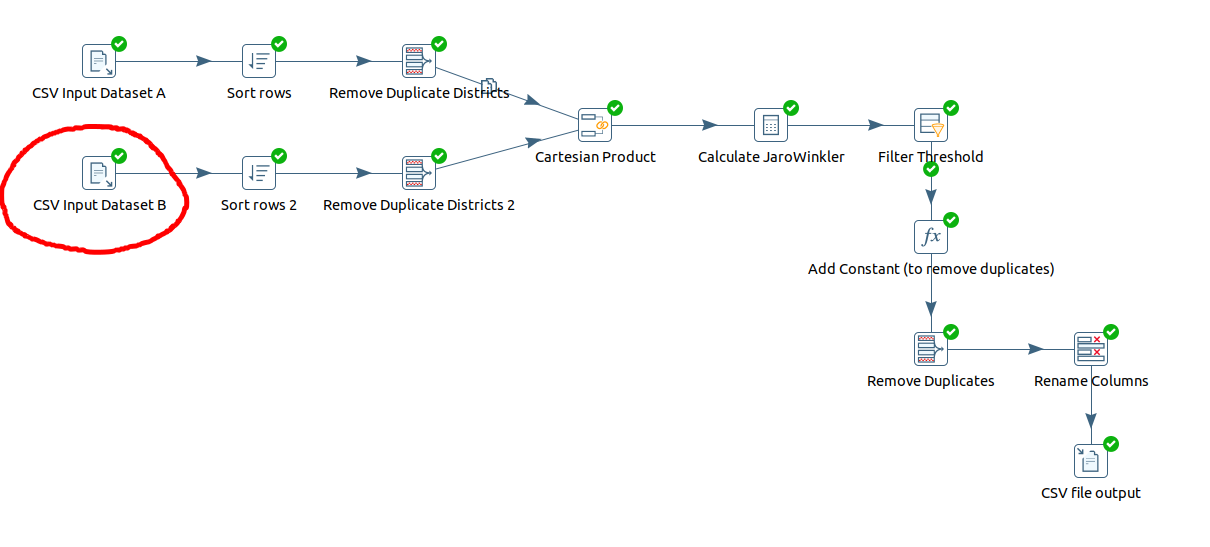 CSV Input Dataset A
Sort rows
Remove Duplicate Districts
Cartesian Product
Calculate JaroWinkler
Filter Threshold
CSV Input Dataset B
Sort rows 2
Remove Duplicate Districts 2
fx
Add Constant (to remove duplicates)
Remove Duplicates
Rename Columns
CSV file output